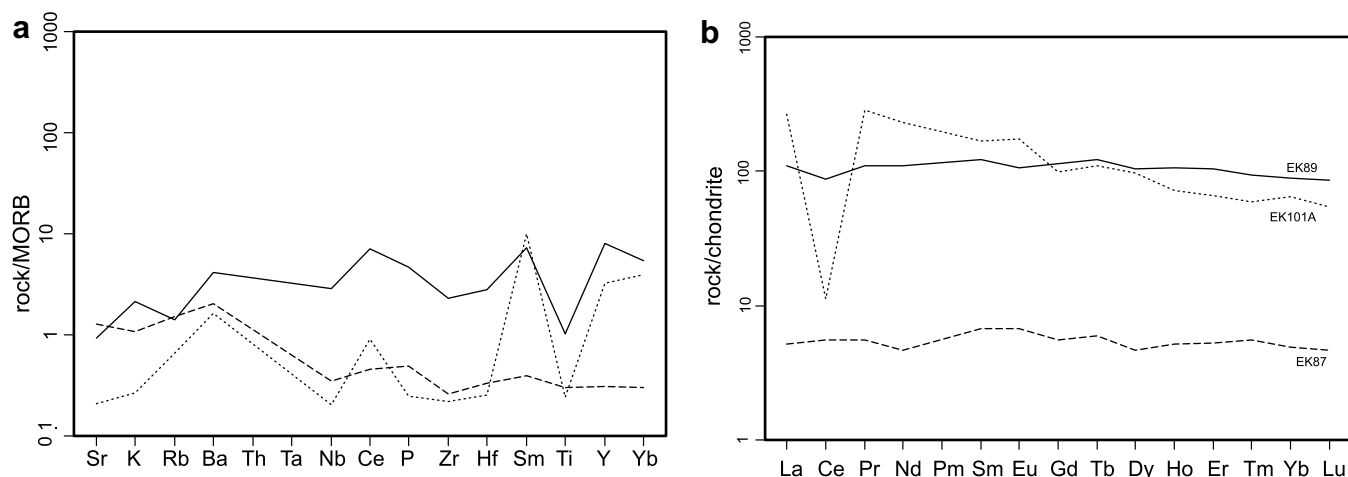 a
1000
100
10
1
0.1
rock/MORB
Sr K Rb Ba Th Ta Nb Ce P Zr Hf Sm Ti Y Yb
b
1000
100
10
1
rock/chondrite
EK89
EK101A
EK87
La Ce Pr Nd Pm Sm Eu Gd Tb Dy Ho Er Tm Yb Lu